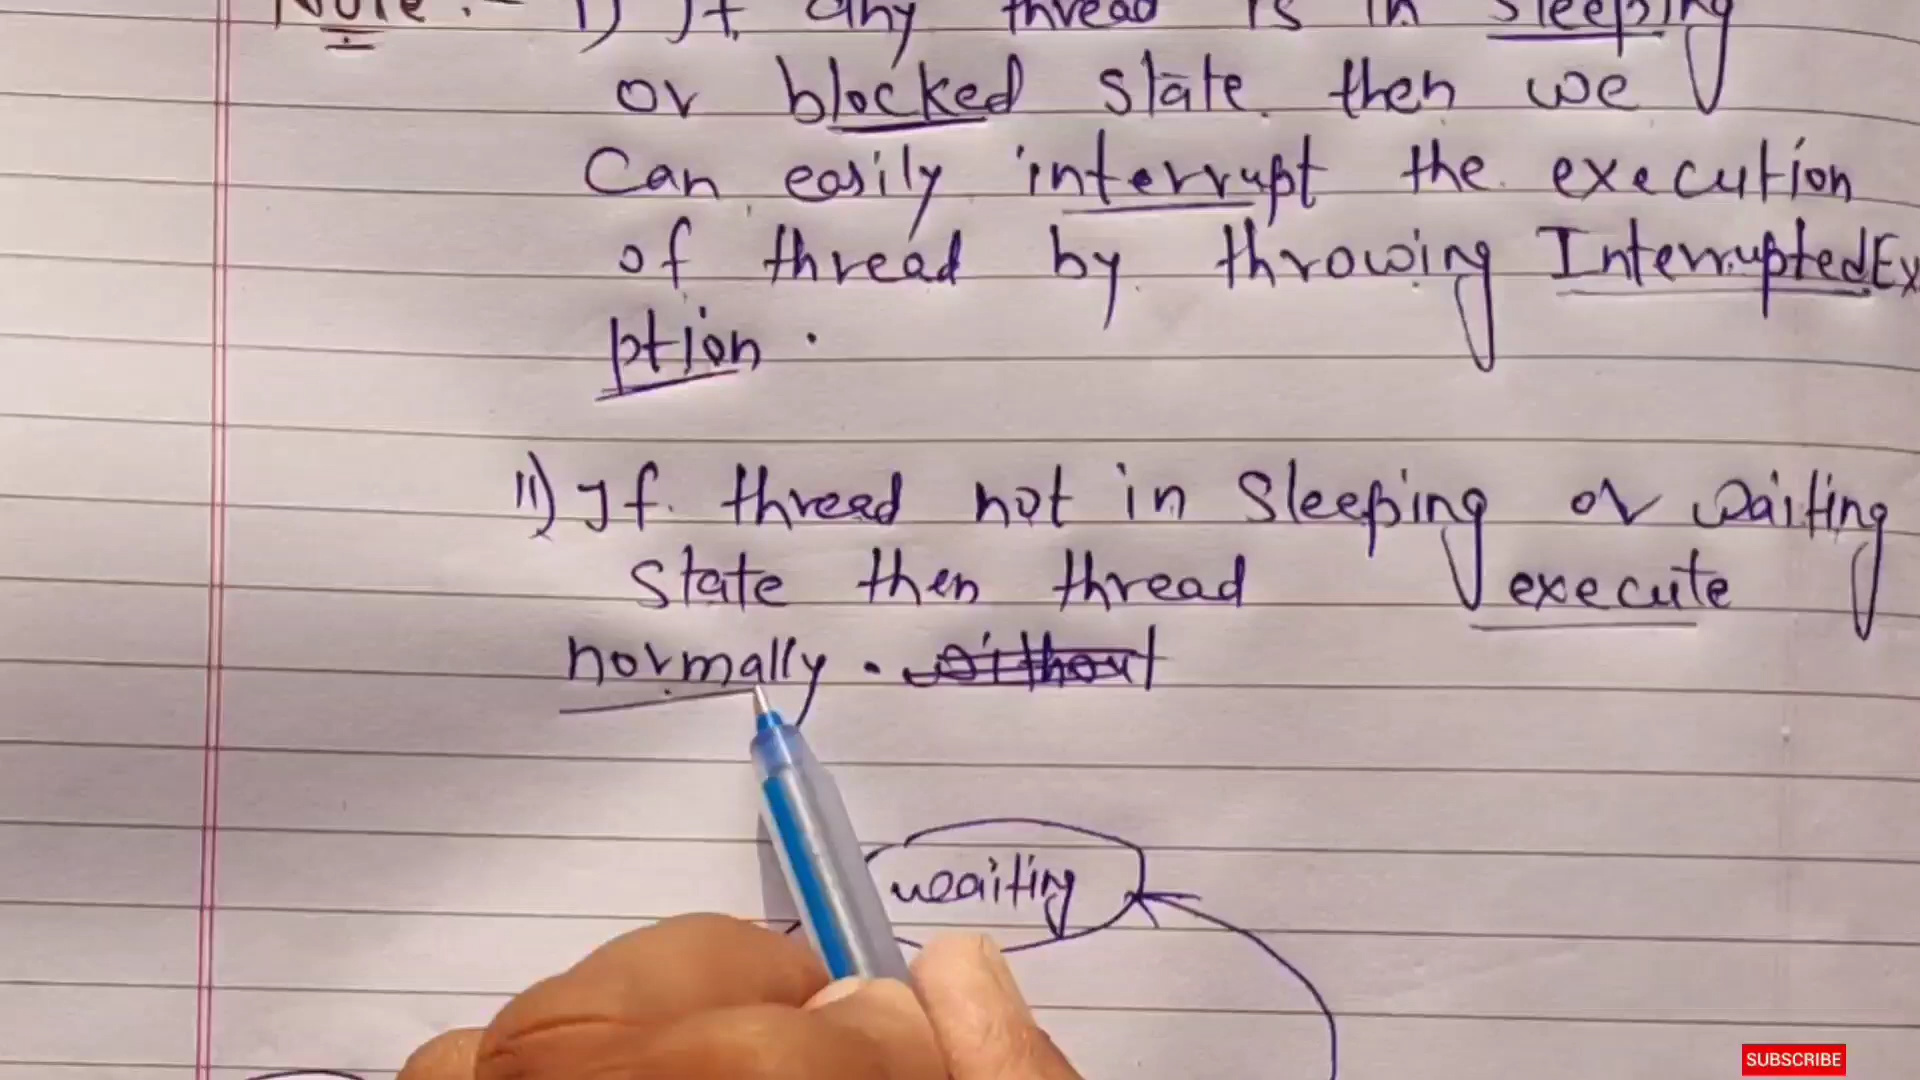 Note :- i) If any thread is in sleeping
or blocked state then we
Can easily interrupt the execution
of thread by throwing InterruptedEx
ption .
ii) If thread not in Sleeping or waiting
State then thread execute
normally . without
waiting
SUBSCRIBE